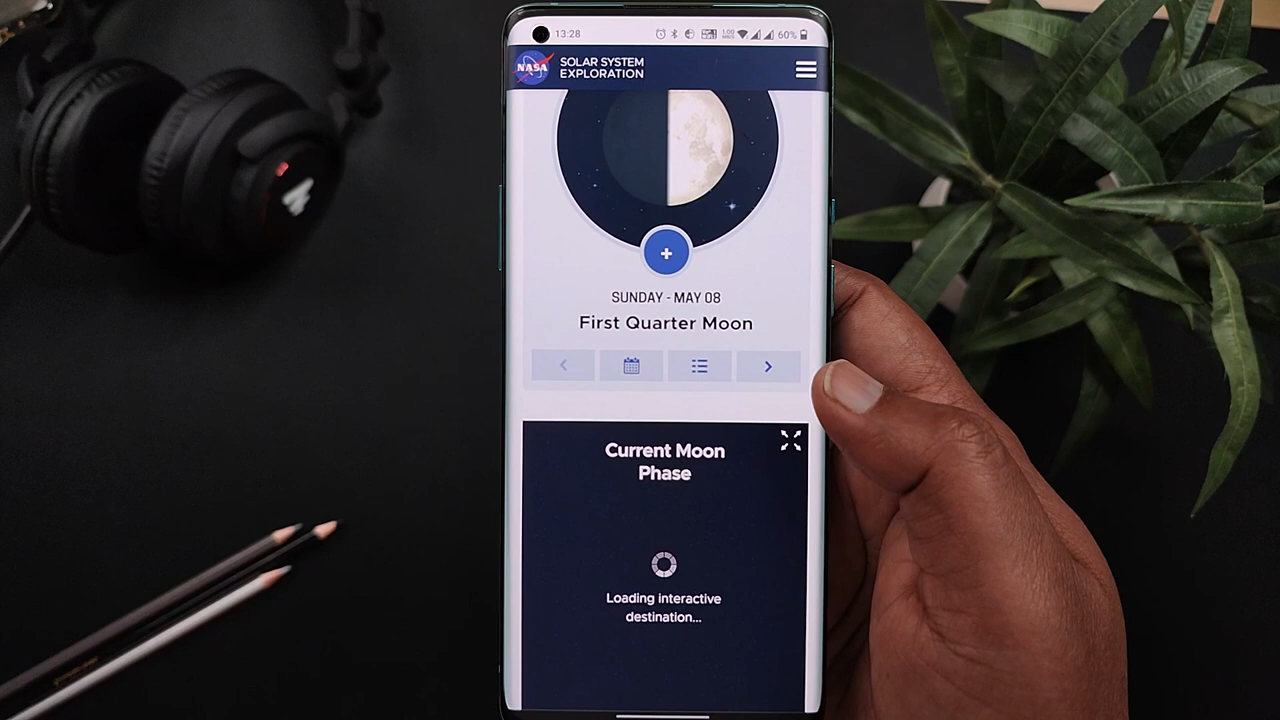 13:28
60%
NASA
SOLAR SYSTEM
EXPLORATION
SUNDAY - MAY 08
First Quarter Moon
Current Moon
Phase
Loading interactive
destination...